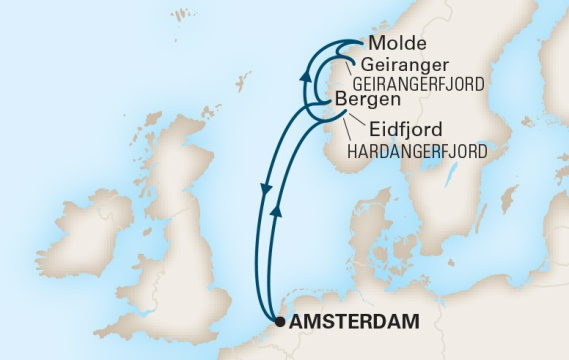 Molde
Geiranger
GEIRANGERFJORD
Bergen
Eidfjord
HARDANGERFJORD
AMSTERDAM